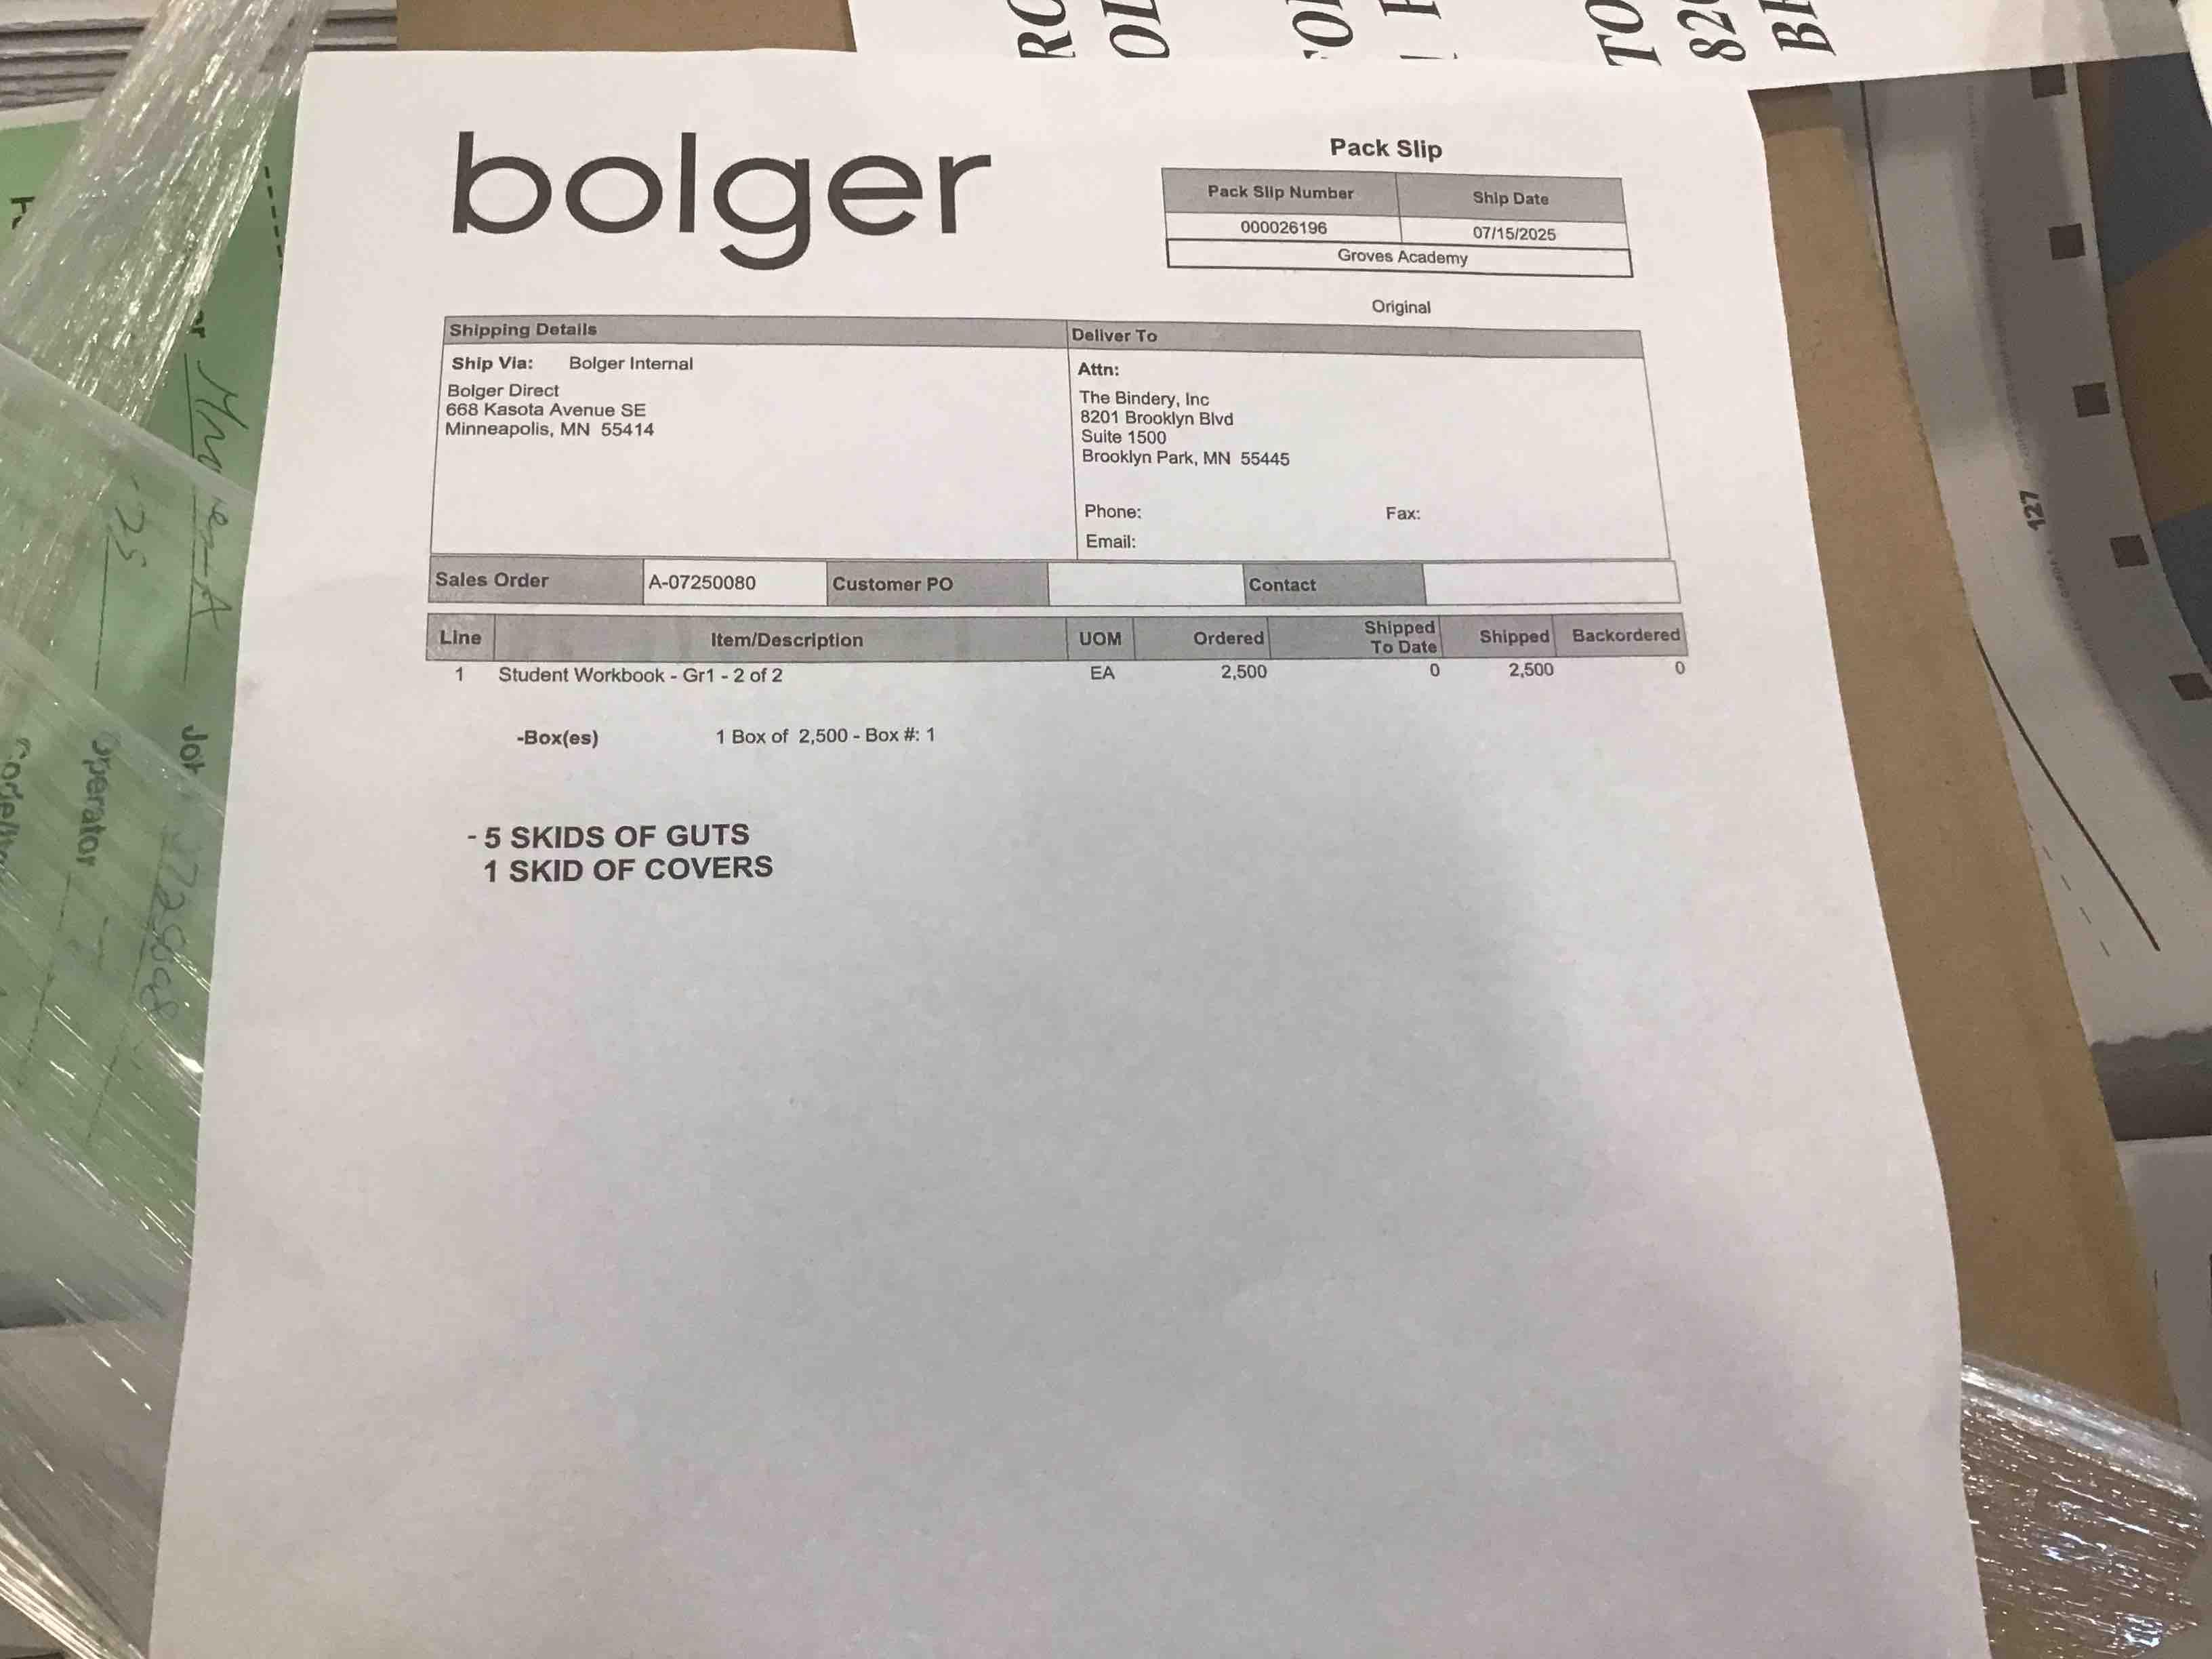 bolger
Pack Slip
Pack Slip Number Ship Date
000026196 07/15/2025
Groves Academy
Original
Shipping Details Deliver To
Ship Via: Bolger Internal
Bolger Direct
668 Kasota Avenue SE
Minneapolis, MN 55414
Attn:
The Bindery, Inc
8201 Brooklyn Blvd
Suite 1500
Brooklyn Park, MN 55445
Phone: Fax:
Email:
Sales Order A-07250080 Customer PO Contact
Line Item/Description UOM Ordered Shipped To Date Shipped Backordered
1 Student Workbook - Gr1 - 2 of 2 EA 2,500 0 2,500 0
-Box(es) 1 Box of 2,500 - Box #: 1
- 5 SKIDS OF GUTS
1 SKID OF COVERS
Operator
127
TO